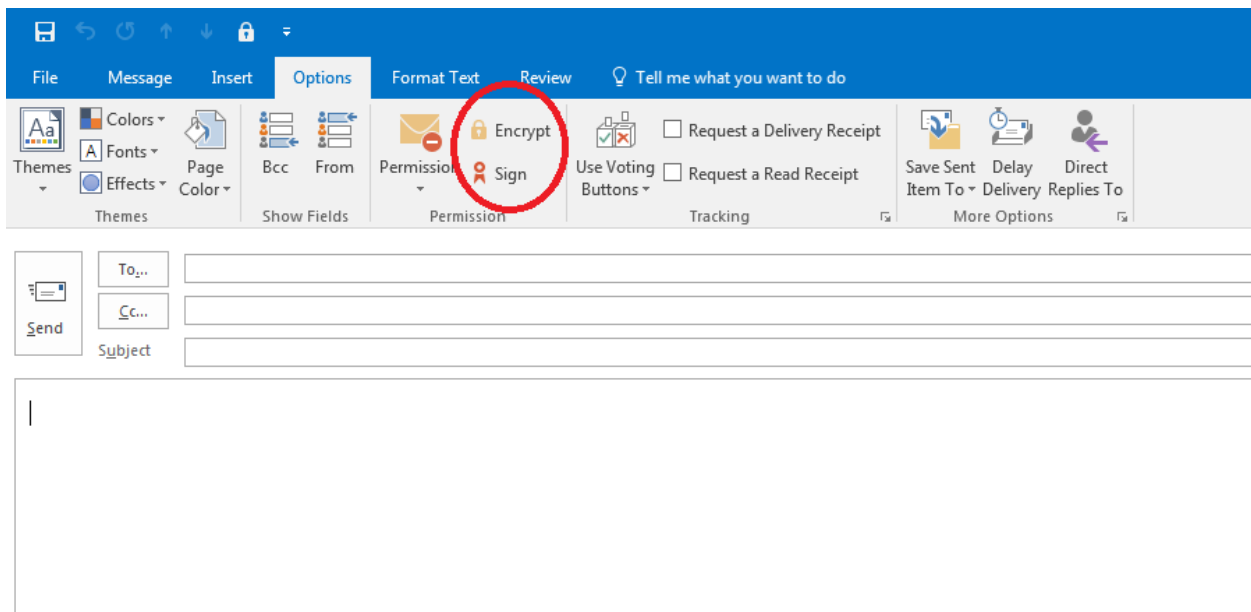 File Message Insert Options Format Text Review Tell me what you want to do
Aa Colors Encrypt Request a Delivery Receipt
A Fonts
Themes Page Bcc From Permission Sign Use Voting Request a Read Receipt Save Sent Delay Direct
Effects Color Buttons Item To Delivery Replies To
Themes Show Fields Permission Tracking More Options
To...
Cc...
Send
Subject